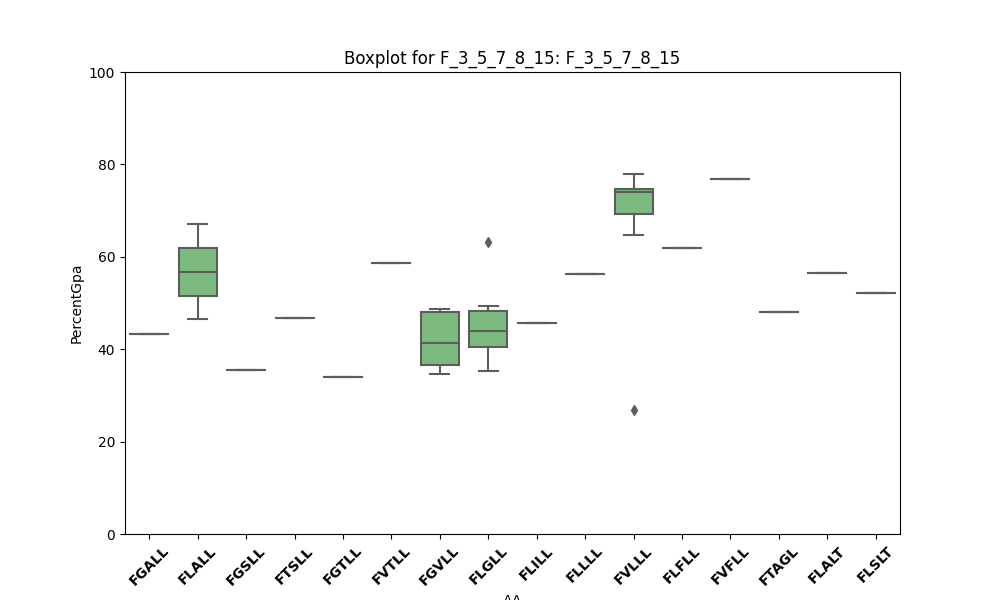 Boxplot for F_3_5_7_8_15: F_3_5_7_8_15
100
80
60
40
20
0
PercentGpa
FGALL
FLALL
FGSLL
FTSLL
FGTLL
FVTLL
FGVLL
FLGLL
FLILL
FLLLL
FVLLL
FLFLL
FVFLL
FTAGL
FLALT
FLSLT
AA